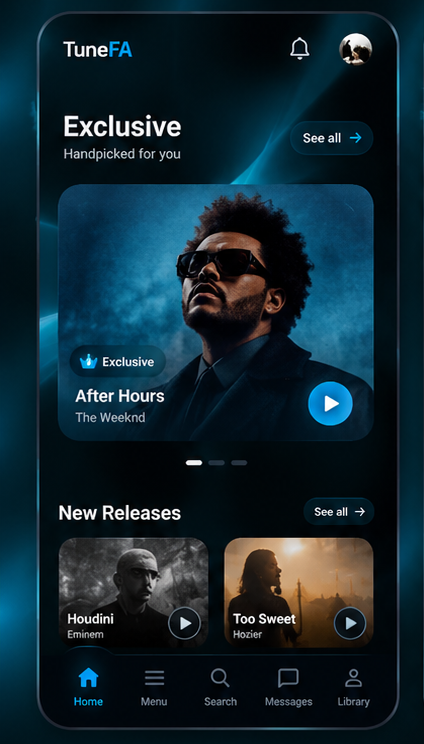 TuneFA
Exclusive
Handpicked for you
See all →
Exclusive
After Hours
The Weeknd
New Releases
See all →
Houdini
Eminem
Too Sweet
Hozier
Home
Menu
Search
Messages
Library